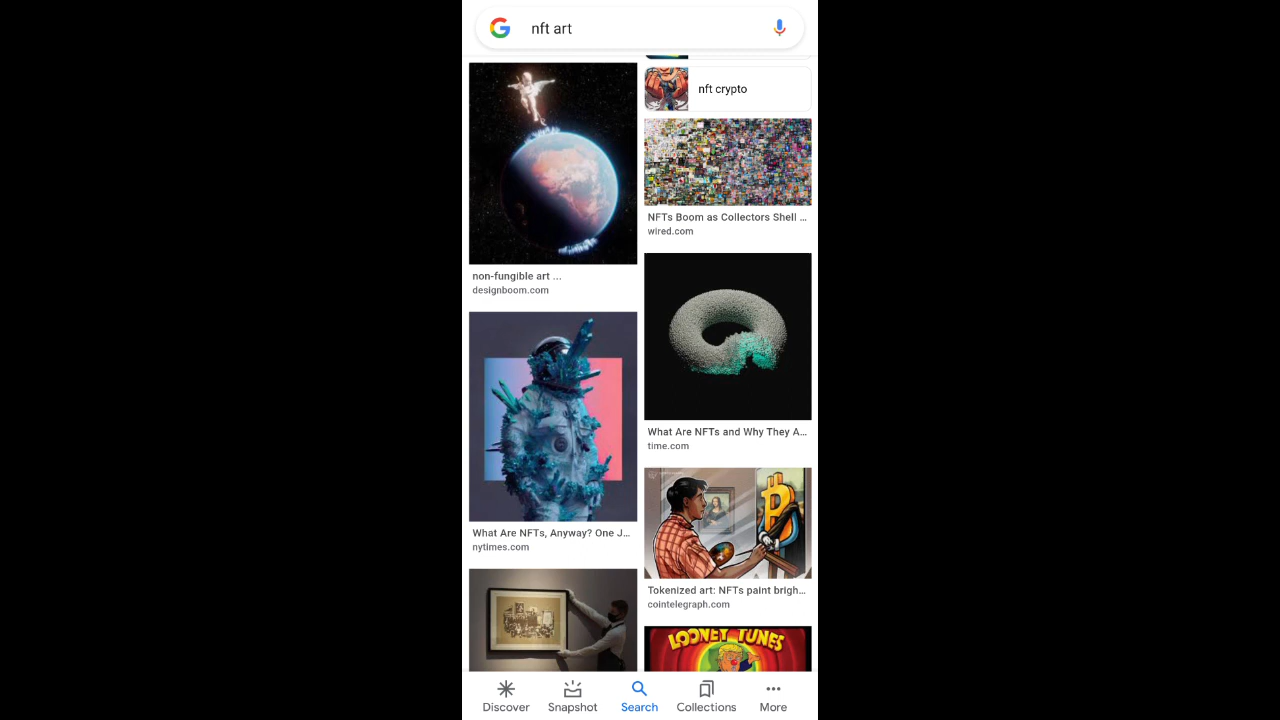 nft art
nft crypto
NFTs Boom as Collectors Shell ...
wired.com
non-fungible art ...
designboom.com
What Are NFTs and Why They A...
time.com
What Are NFTs, Anyway? One J...
nytimes.com
Tokenized art: NFTs paint brigh...
cointelegraph.com
LOONEY TUNES
Discover
Snapshot
Search
Collections
More